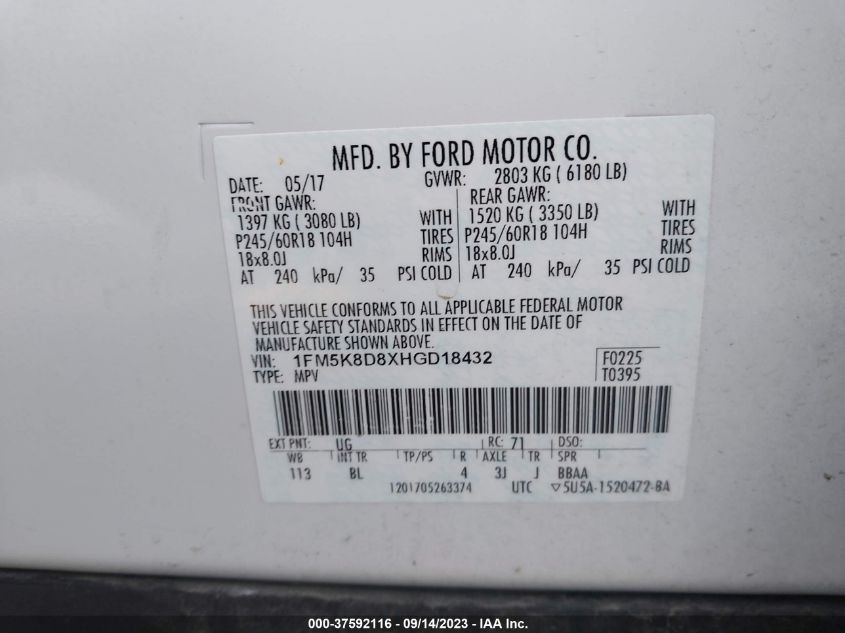 MFD. BY FORD MOTOR CO.
DATE: 05/17 GVWR: 2803 KG ( 6180 LB)
FRONT GAWR: REAR GAWR:
1397 KG ( 3080 LB) WITH 1520 KG ( 3350 LB) WITH
P245/60R18 104H TIRES P245/60R18 104H TIRES
18x8.0J RIMS 18x8.0J RIMS
AT 240 kPa/ 35 PSI COLD AT 240 kPa/ 35 PSI COLD
THIS VEHICLE CONFORMS TO ALL APPLICABLE FEDERAL MOTOR
VEHICLE SAFETY STANDARDS IN EFFECT ON THE DATE OF
MANUFACTURE SHOWN ABOVE.
VIN: 1FM5K8D8XHGD18432 F0225
TYPE: MPV T0395
EXT PNT: UG RC: 71 DSO:
WB INT TR TP/PS R AXLE TR SPR
113 BL 4 3J J BBAA
1201705263374 UTC ▽5U5A-1520472-BA
000-37592116 - 09/14/2023 - IAA Inc.